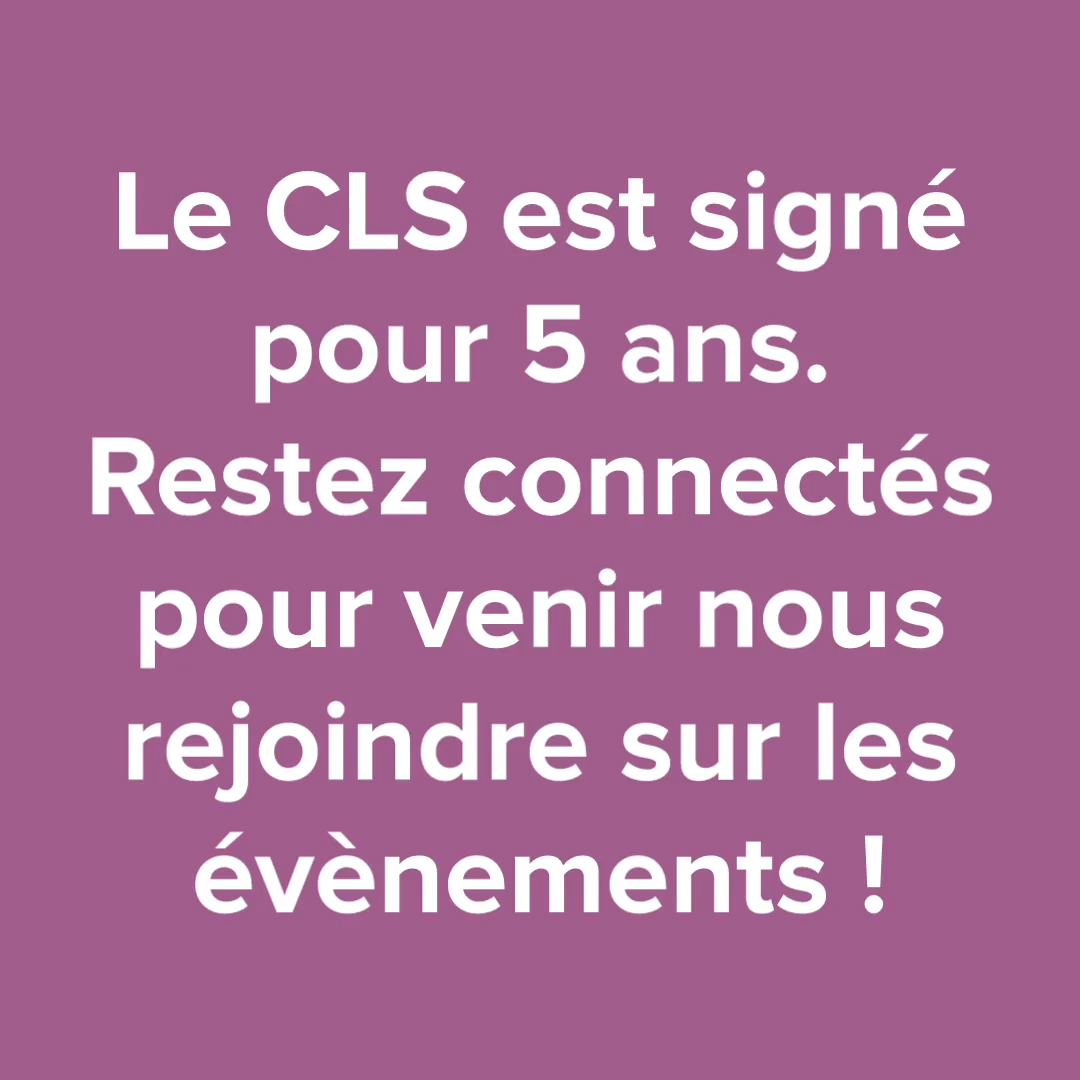 Le CLS est signé
pour 5 ans.
Restez connectés
pour venir nous
rejoindre sur les
évènements !